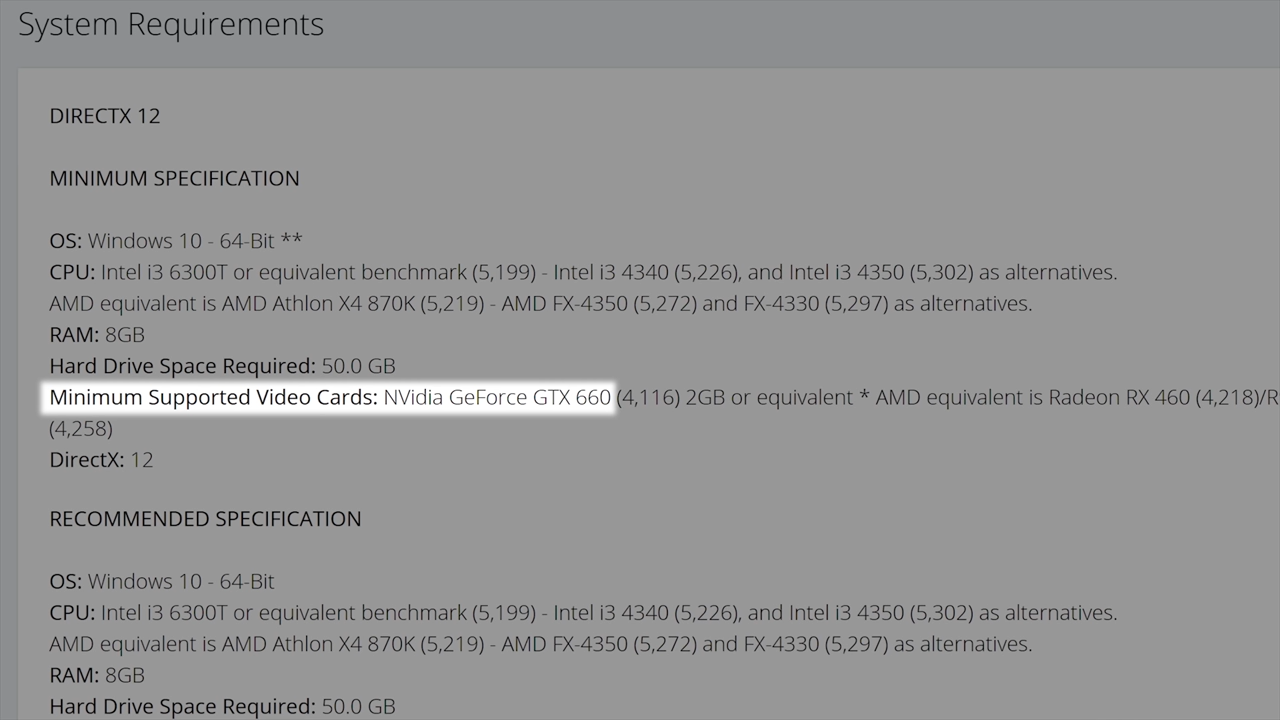 System Requirements
DIRECTX 12
MINIMUM SPECIFICATION
OS: Windows 10 - 64-Bit **
CPU: Intel i3 6300T or equivalent benchmark (5,199) - Intel i3 4340 (5,226), and Intel i3 4350 (5,302) as alternatives.
AMD equivalent is AMD Athlon X4 870K (5,219) - AMD FX-4350 (5,272) and FX-4330 (5,297) as alternatives.
RAM: 8GB
Hard Drive Space Required: 50.0 GB
Minimum Supported Video Cards: NVidia GeForce GTX 660 (4,116) 2GB or equivalent * AMD equivalent is Radeon RX 460 (4,218)/R
(4,258)
DirectX: 12
RECOMMENDED SPECIFICATION
OS: Windows 10 - 64-Bit
CPU: Intel i3 6300T or equivalent benchmark (5,199) - Intel i3 4340 (5,226), and Intel i3 4350 (5,302) as alternatives.
AMD equivalent is AMD Athlon X4 870K (5,219) - AMD FX-4350 (5,272) and FX-4330 (5,297) as alternatives.
RAM: 8GB
Hard Drive Space Required: 50.0 GB